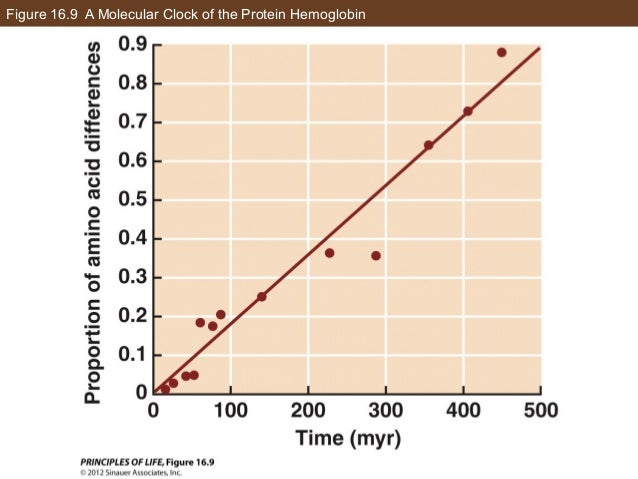 Figure 16.9 A Molecular Clock of the Protein Hemoglobin
Proportion of amino acid differences
0.9
0.8
0.7
0.6
0.5
0.4
0.3
0.2
0.1
0
0 100 200 300 400 500
Time (myr)
PRINCIPLES OF LIFE, Figure 16.9
© 2012 Sinauer Associates, Inc.